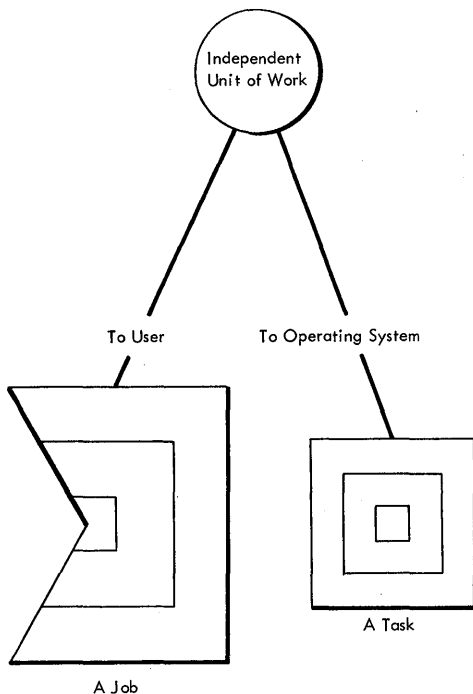 Independent
Unit of Work
To User
To Operating System
A Task
A Job